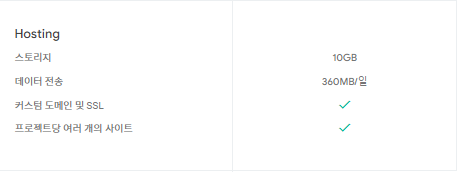 Hosting
스토리지 10GB
데이터 전송 360MB/일
커스텀 도메인 및 SSL ✓
프로젝트당 여러 개의 사이트 ✓